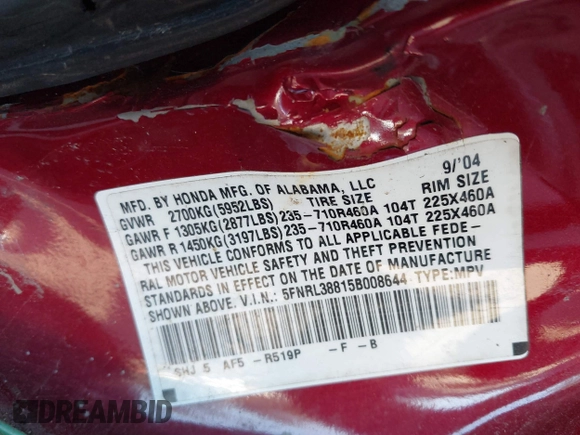 MFD. BY HONDA MFG. OF ALABAMA, LLC 9/'04
GVWR 2700KG(5952LBS) TIRE SIZE RIM SIZE
GAWR F 1305KG(2877LBS)235-710R460A 104T 225X460A
GAWR R 1450KG(3197LBS)235-710R460A 104T 225X460A
THIS VEHICLE CONFORMS TO ALL APPLICABLE FEDE-
RAL MOTOR VEHICLE SAFETY AND THEFT PREVENTION
STANDARDS IN EFFECT ON THE DATE OF MANUFACTURE
SHOWN ABOVE. V.I.N.: 5FNRL38815B008644 TYPE:MPV
SHJ 5 AF5 -R519P -F -B
DREAMBID